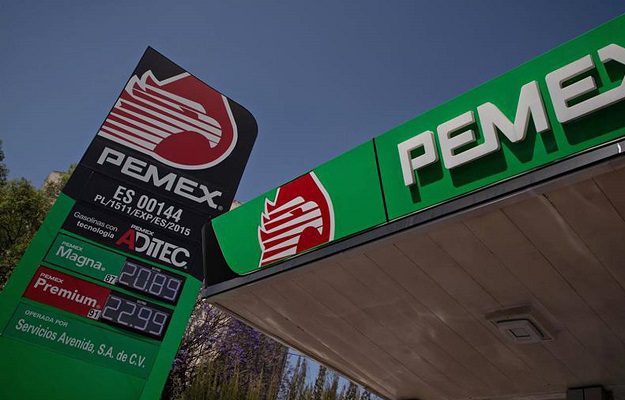 PEMEX
ES 00144
PL/1511/EXP/ES/2015
Gasolinas con
tecnología
PEMEX
ADITEC
PEMEX
Magna 87 20.89
PEMEX
Premium 91 22.99
OPERADA POR
Servicios Avenida, S.A. de C.V.
PEMEX